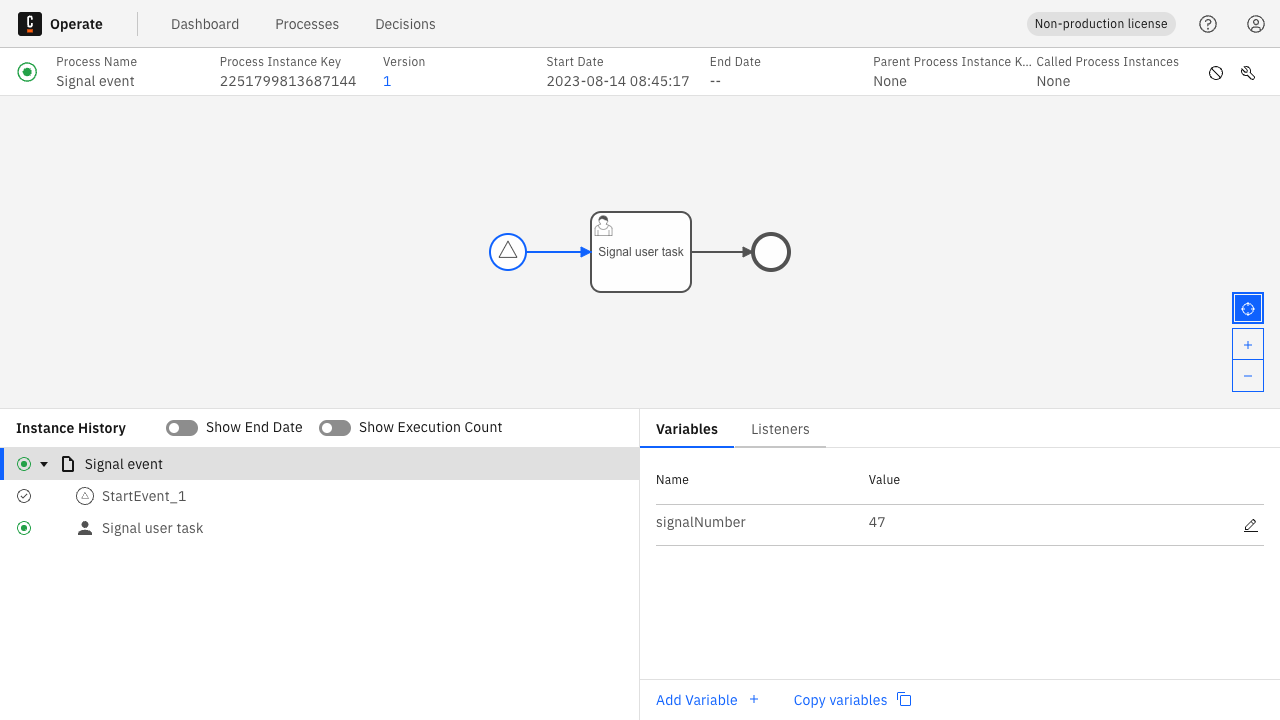 Operate
Dashboard
Processes
Decisions
Non-production license
Process Name
Signal event
Process Instance Key
2251799813687144
Version
1
Start Date
2023-08-14 08:45:17
End Date
--
Parent Process Instance K...
None
Called Process Instances
None
Signal user task
Instance History
Show End Date
Show Execution Count
Signal event
StartEvent_1
Signal user task
Variables
Listeners
Name
Value
signalNumber
47
Add Variable
Copy variables